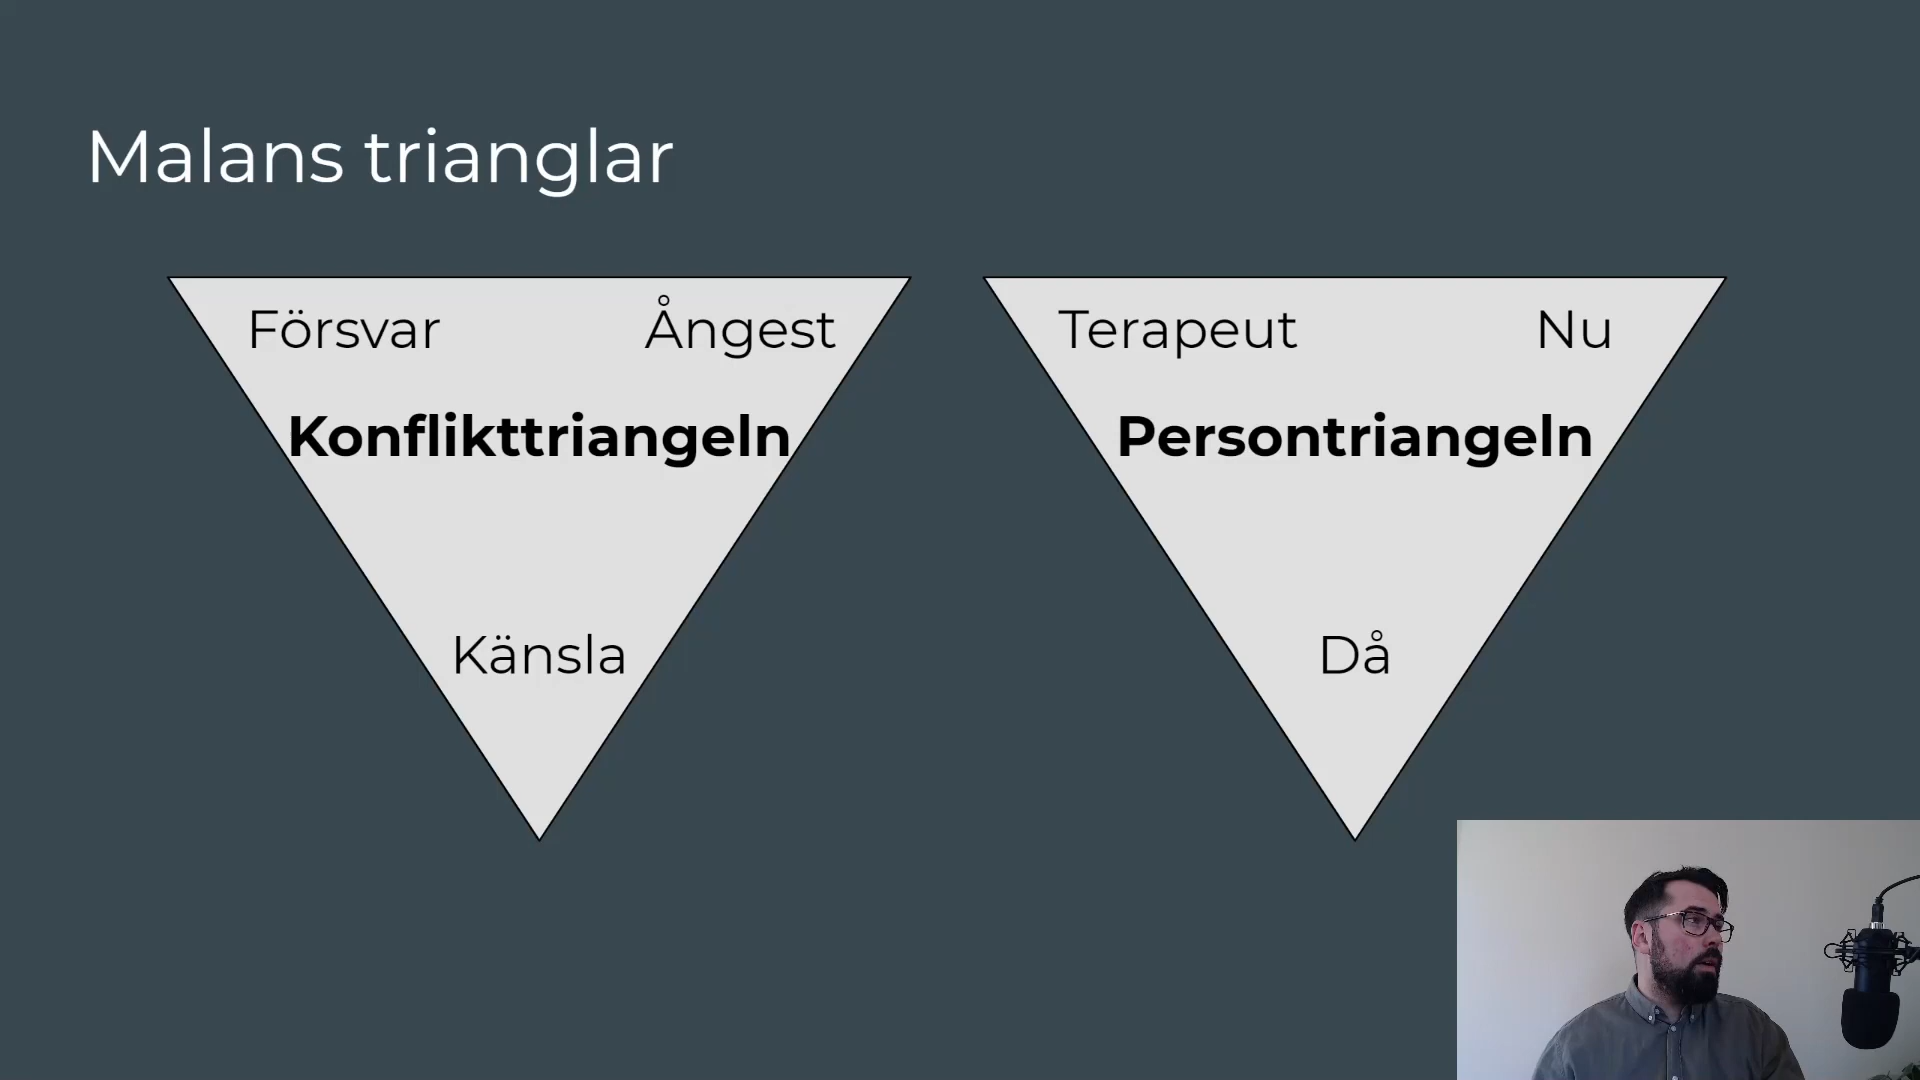 Malans trianglar
Försvar Ångest
Konflikttriangeln
Känsla
Terapeut Nu
Persontriangeln
Då